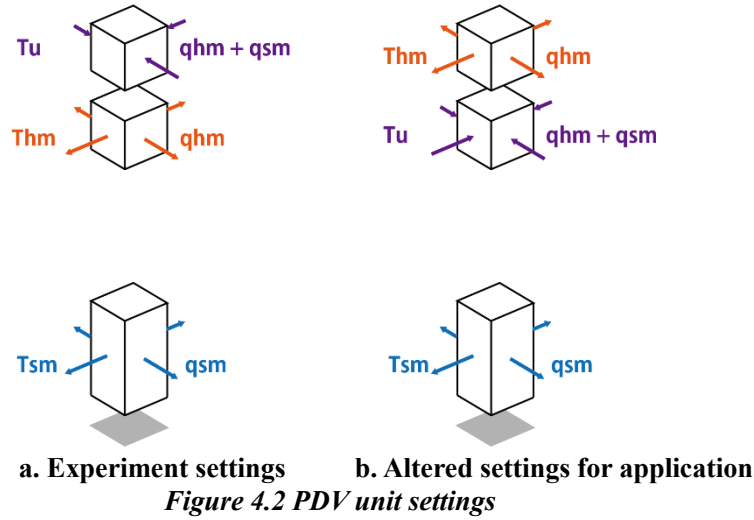 Tu qhm + qsm
Thm qhm
Thm qhm
Tu qhm + qsm
Tsm qsm
Tsm qsm
a. Experiment settings b. Altered settings for application
Figure 4.2 PDV unit settings